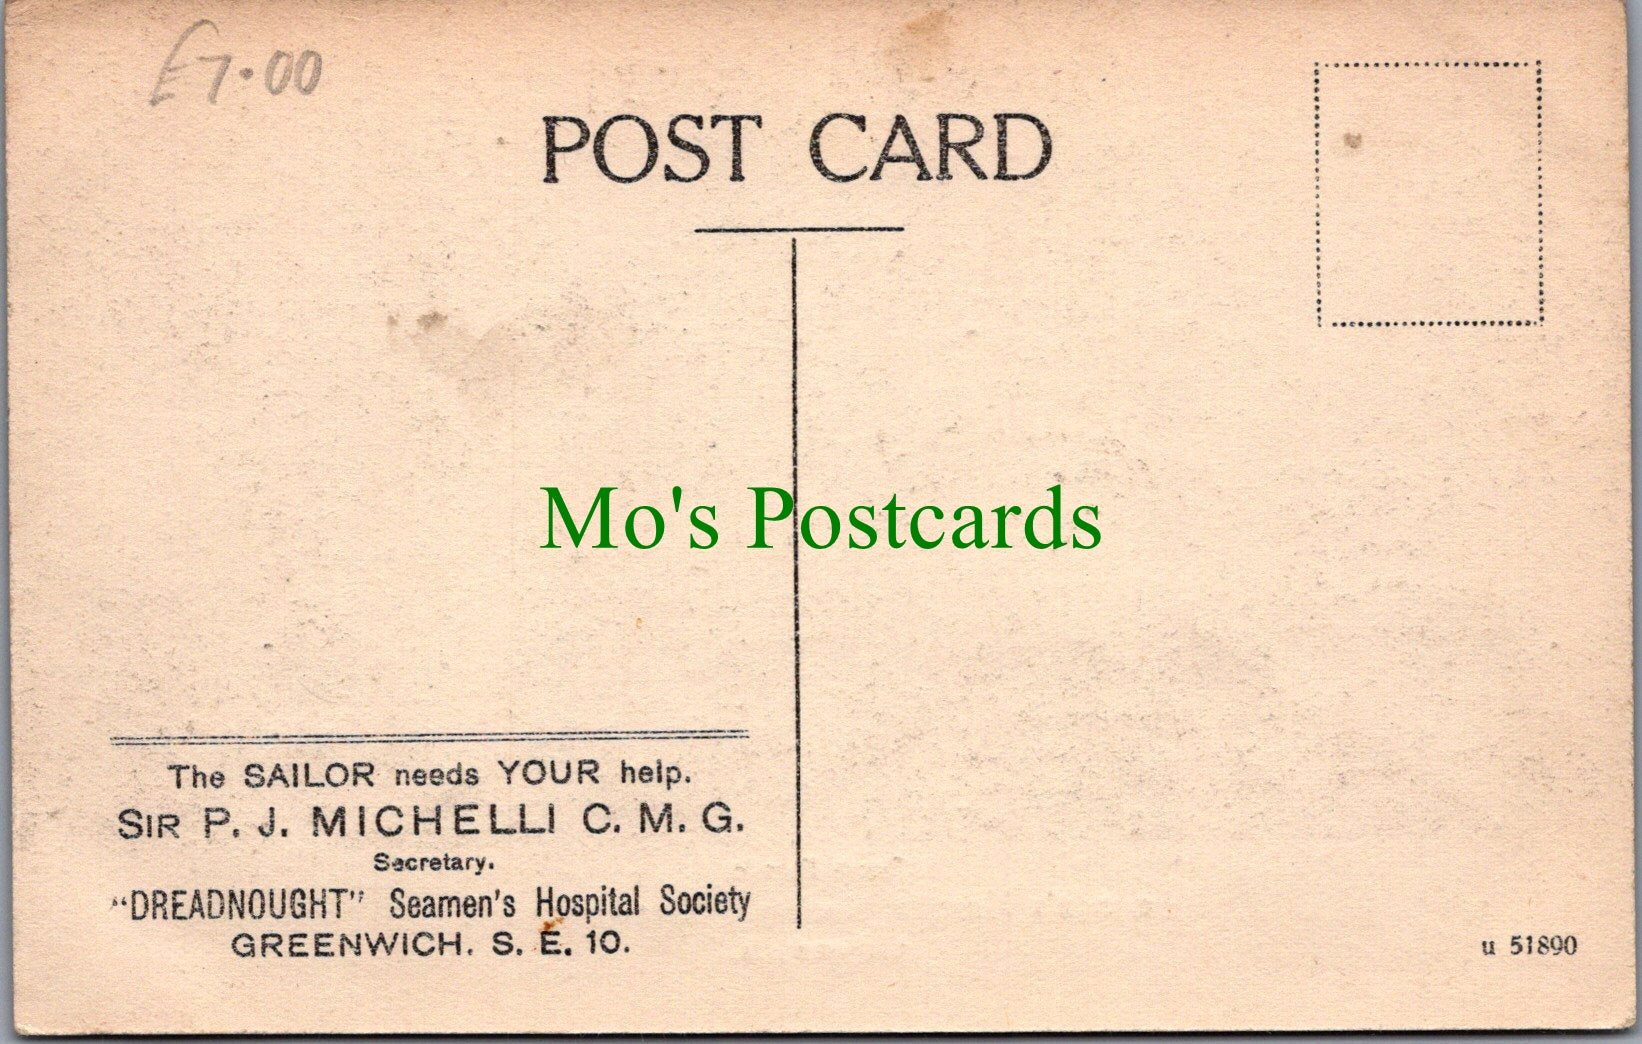 £7.00
POST CARD
Mo's Postcards
The SAILOR needs YOUR help.
SIR P. J. MICHELLI C. M. G.
Secretary.
"DREADNOUGHT" Seamen's Hospital Society
GREENWICH. S. E. 10.
u 51890